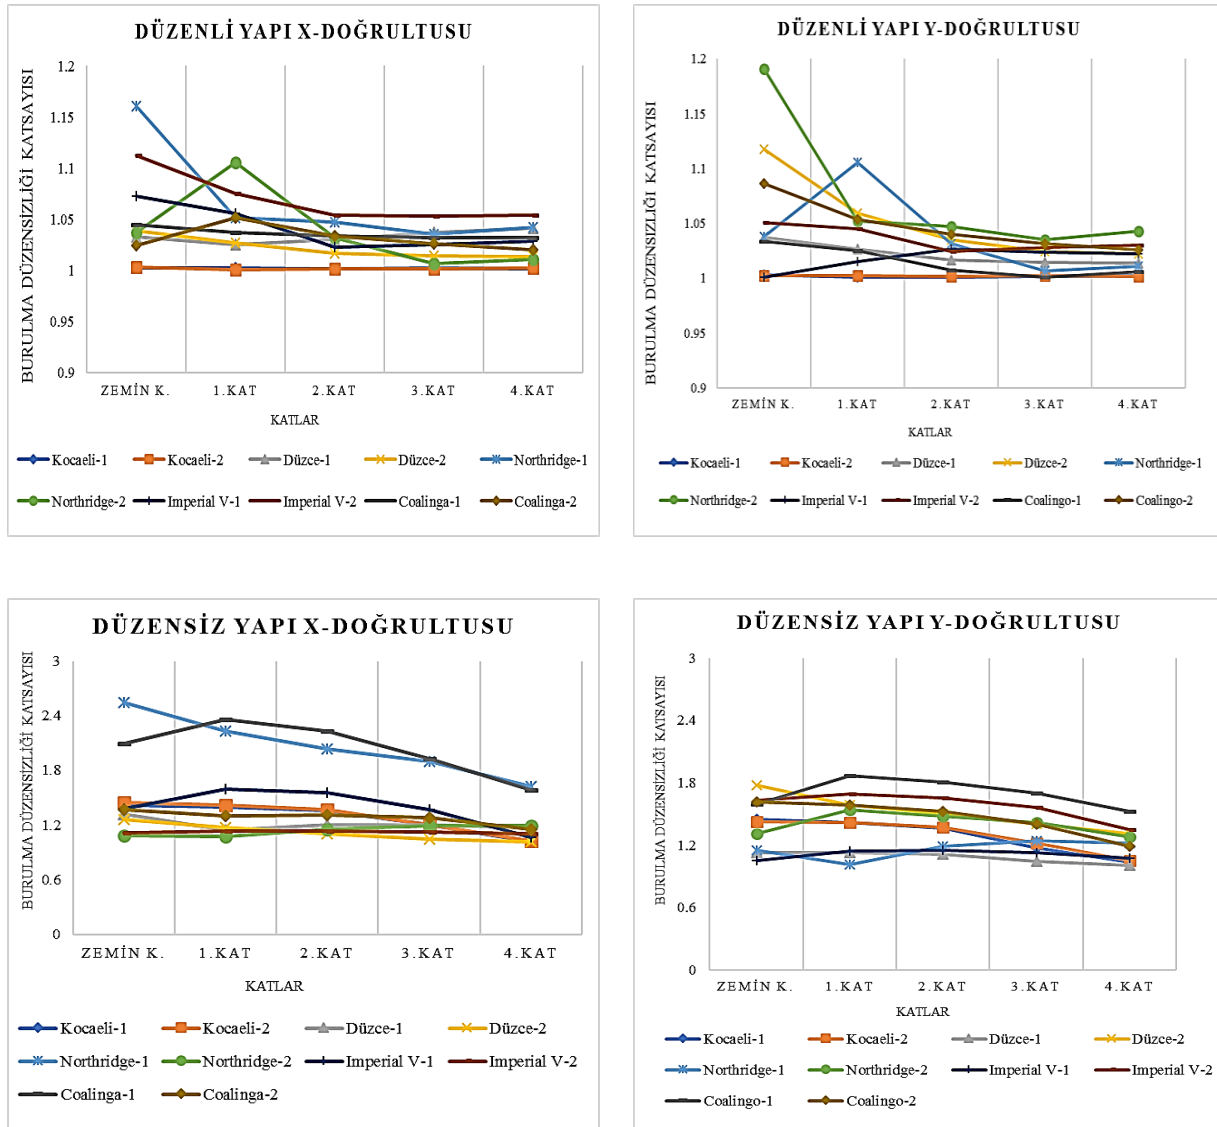 DÜZENLİ YAPI X-DOĞRULTUSU
BURULMA DÜZENSİZLİĞİ KATSAYISI
1.2
1.15
1.1
1.05
1
0.95
0.9
ZEMİN K. 1.KAT 2.KAT 3.KAT 4.KAT
KATLAR
Kocaeli-1 Kocaeli-2 Düzce-1 Düzce-2 Northridge-1
Northridge-2 Imperial V-1 Imperial V-2 Coalinga-1 Coalinga-2
DÜZENLİ YAPI Y-DOĞRULTUSU
BURULMA DÜZENSIZLIĞI KATSAYISI
1.2
1.15
1.1
1.05
1
0.95
0.9
ZEMİN K. 1.KAT 2.KAT 3.KAT 4.KAT
KATLAR
Kocaeli-1 Kocaeli-2 Düzce-1 Düzce-2 Northridge-1
Northridge-2 Imperial V-1 Imperial V-2 Coalingo-1 Coalingo-2
DÜZENSİZ YAPI X-DOĞRULTUSU
BURULMA DÜZENSİZLİĞİ KATSAYISI
3
2.4
1.8
1.2
0.6
0
ZEMİN K. 1.KAT 2.KAT 3.KAT 4.KAT
KATLAR
Kocaeli-1 Kocaeli-2 Düzce-1 Düzce-2
Northridge-1 Northridge-2 Imperial V-1 Imperial V-2
Coalinga-1 Coalinga-2
DÜZENSİZ YAPI Y-DOĞRULTUSU
BURULMA DÜZENSİZLİĞİ KATSAYISI
3
2.4
1.8
1.2
0.6
0
ZEMİN K. 1.KAT 2.KAT 3.KAT 4.KAT
KATLAR
Kocaeli-1 Kocaeli-2 Düzce-1 Düzce-2
Northridge-1 Northridge-2 Imperial V-1 Imperial V-2
Coalingo-1 Coalingo-2